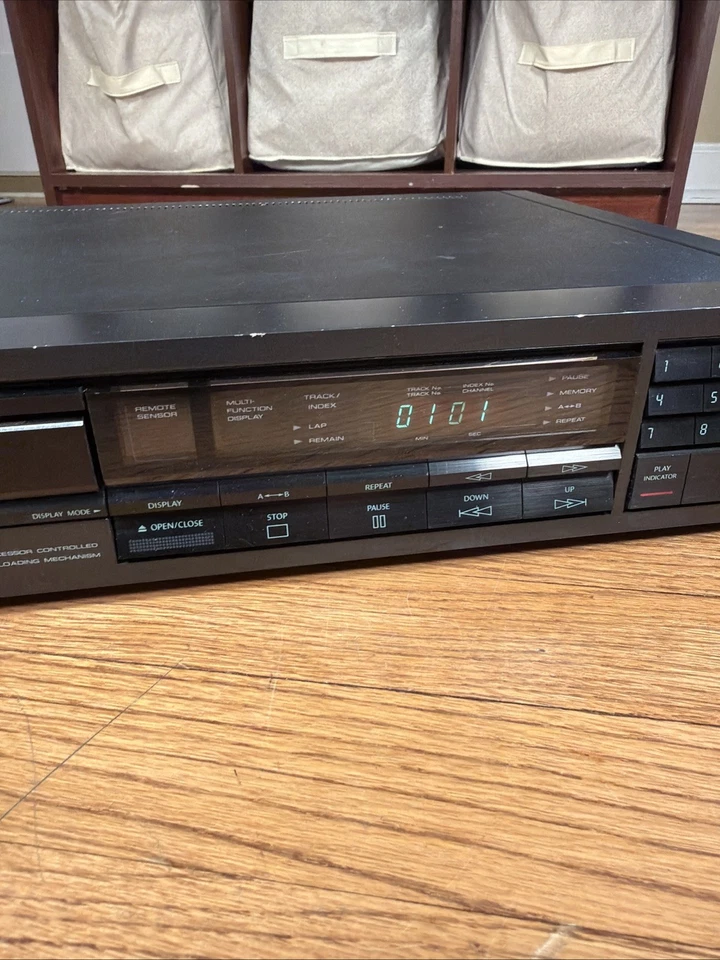 REMOTE
SENSOR
MULTI-
FUNCTION
DISPLAY
TRACK/
INDEX
LAP
REMAIN
TRACK No. INDEX No.
TRACK No. CHANNEL
0101
MIN SEC
PAUSE
MEMORY
A↔B
REPEAT
1
4 5
7 8
PLAY
INDICATOR
DISPLAY MODE
DISPLAY
A↔B
REPEAT
OPEN/CLOSE
STOP
PAUSE
DOWN
UP
ESSOR CONTROLLED
LOADING MECHANISM